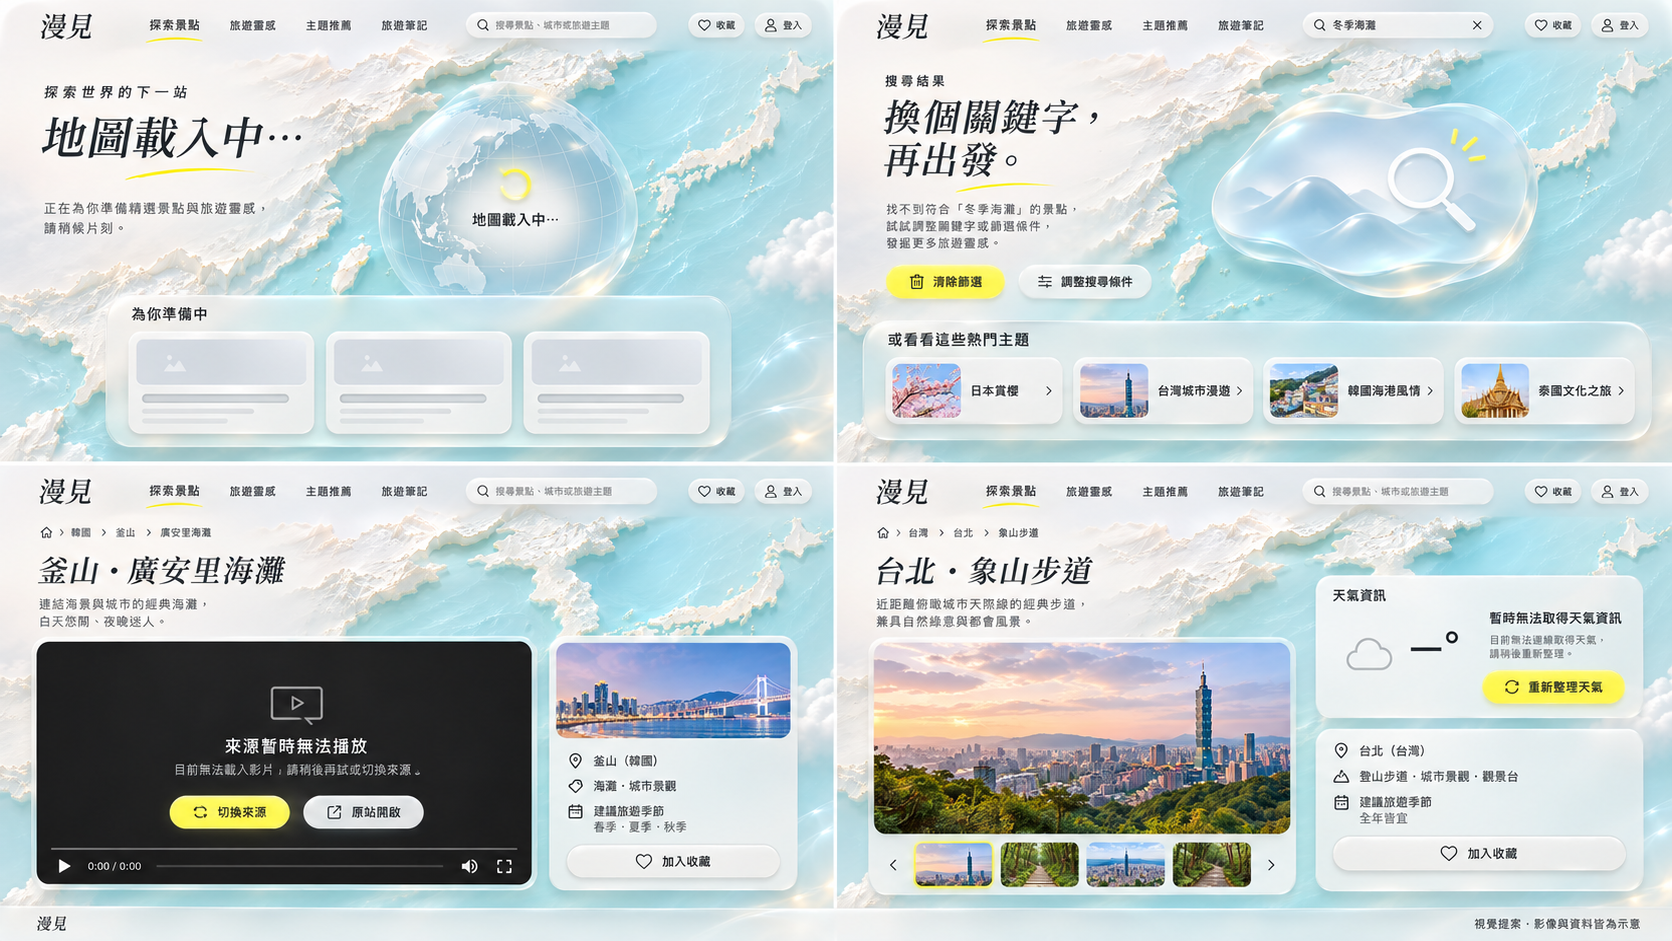 漫見
探索景點
旅遊靈感
主題推薦
旅遊筆記
搜尋景點、城市或旅遊主題
收藏
登入
探索世界的下一站
地圖載入中…
正在為你準備精選景點與旅遊靈感，
請稍候片刻。
地圖載入中…
為你準備中
漫見
探索景點
旅遊靈感
主題推薦
旅遊筆記
冬季海灘
收藏
登入
搜尋結果
換個關鍵字，
再出發。
找不到符合「冬季海灘」的景點，
試試調整關鍵字或篩選條件，
發掘更多旅遊靈感。
清除篩選
調整搜尋條件
或看看這些熱門主題
日本賞櫻
台灣城市漫遊
韓國海港風情
泰國文化之旅
漫見
探索景點
旅遊靈感
主題推薦
旅遊筆記
搜尋景點、城市或旅遊主題
收藏
登入
韓國
釜山
廣安里海灘
釜山・廣安里海灘
連結海景與城市的經典海灘，
白天悠閒、夜晚迷人。
來源暫時無法播放
目前無法載入影片，請稍後再試或切換來源。
切換來源
原站開啟
0:00 / 0:00
釜山（韓國）
海灘・城市景觀
建議旅遊季節
春季・夏季・秋季
加入收藏
漫見
探索景點
旅遊靈感
主題推薦
旅遊筆記
搜尋景點、城市或旅遊主題
收藏
登入
台灣
台北
象山步道
台北・象山步道
近距離俯瞰城市天際線的經典步道，
兼具自然綠意與都會風景。
天氣資訊
—°
暫時無法取得天氣資訊
目前無法連線取得天氣，
請稍後重新整理。
重新整理天氣
台北（台灣）
登山步道・城市景觀・觀景台
建議旅遊季節
全年皆宜
加入收藏
漫見
視覺提案・影像與資料皆為示意